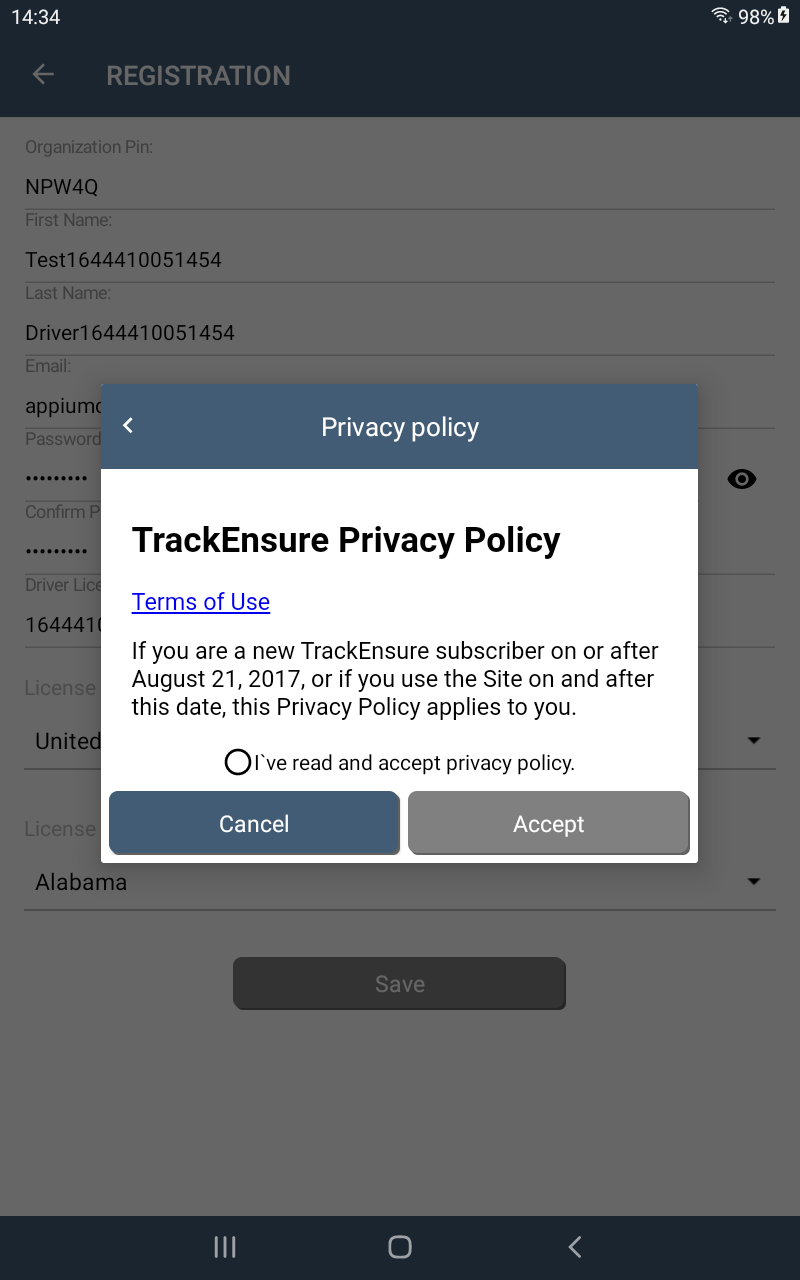 14:34
98%
REGISTRATION
Organization Pin:
NPW4Q
First Name:
Test1644410051454
Last Name:
Driver1644410051454
Email:
Password
Confirm
Driver
License
United
License
Alabama
Save
Privacy policy
TrackEnsure Privacy Policy
Terms of Use
If you are a new TrackEnsure subscriber on or after
August 21, 2017, or if you use the Site on and after
this date, this Privacy Policy applies to you.
I`ve read and accept privacy policy.
Cancel
Accept